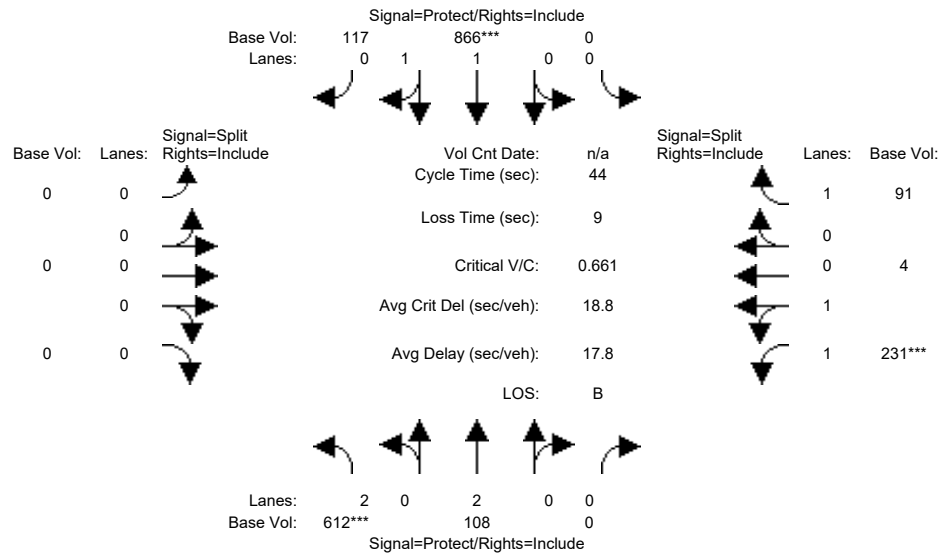 Signal=Protect/Rights=Include
Base Vol: 117 866*** 0
Lanes: 0 1 1 0 0
Signal=Split
Signal=Split
Base Vol: Lanes: Rights=Include Vol Cnt Date: n/a Rights=Include Lanes: Base Vol:
Cycle Time (sec): 44
0 0 1 91
Loss Time (sec): 9
0 0
0 0 Critical V/C: 0.661 0 4
0 Avg Crit Del (sec/veh): 18.8 1
0 0 Avg Delay (sec/veh): 17.8 1 231***
LOS: B
Lanes: 2 0 2 0 0
Base Vol: 612*** 108 0
Signal=Protect/Rights=Include